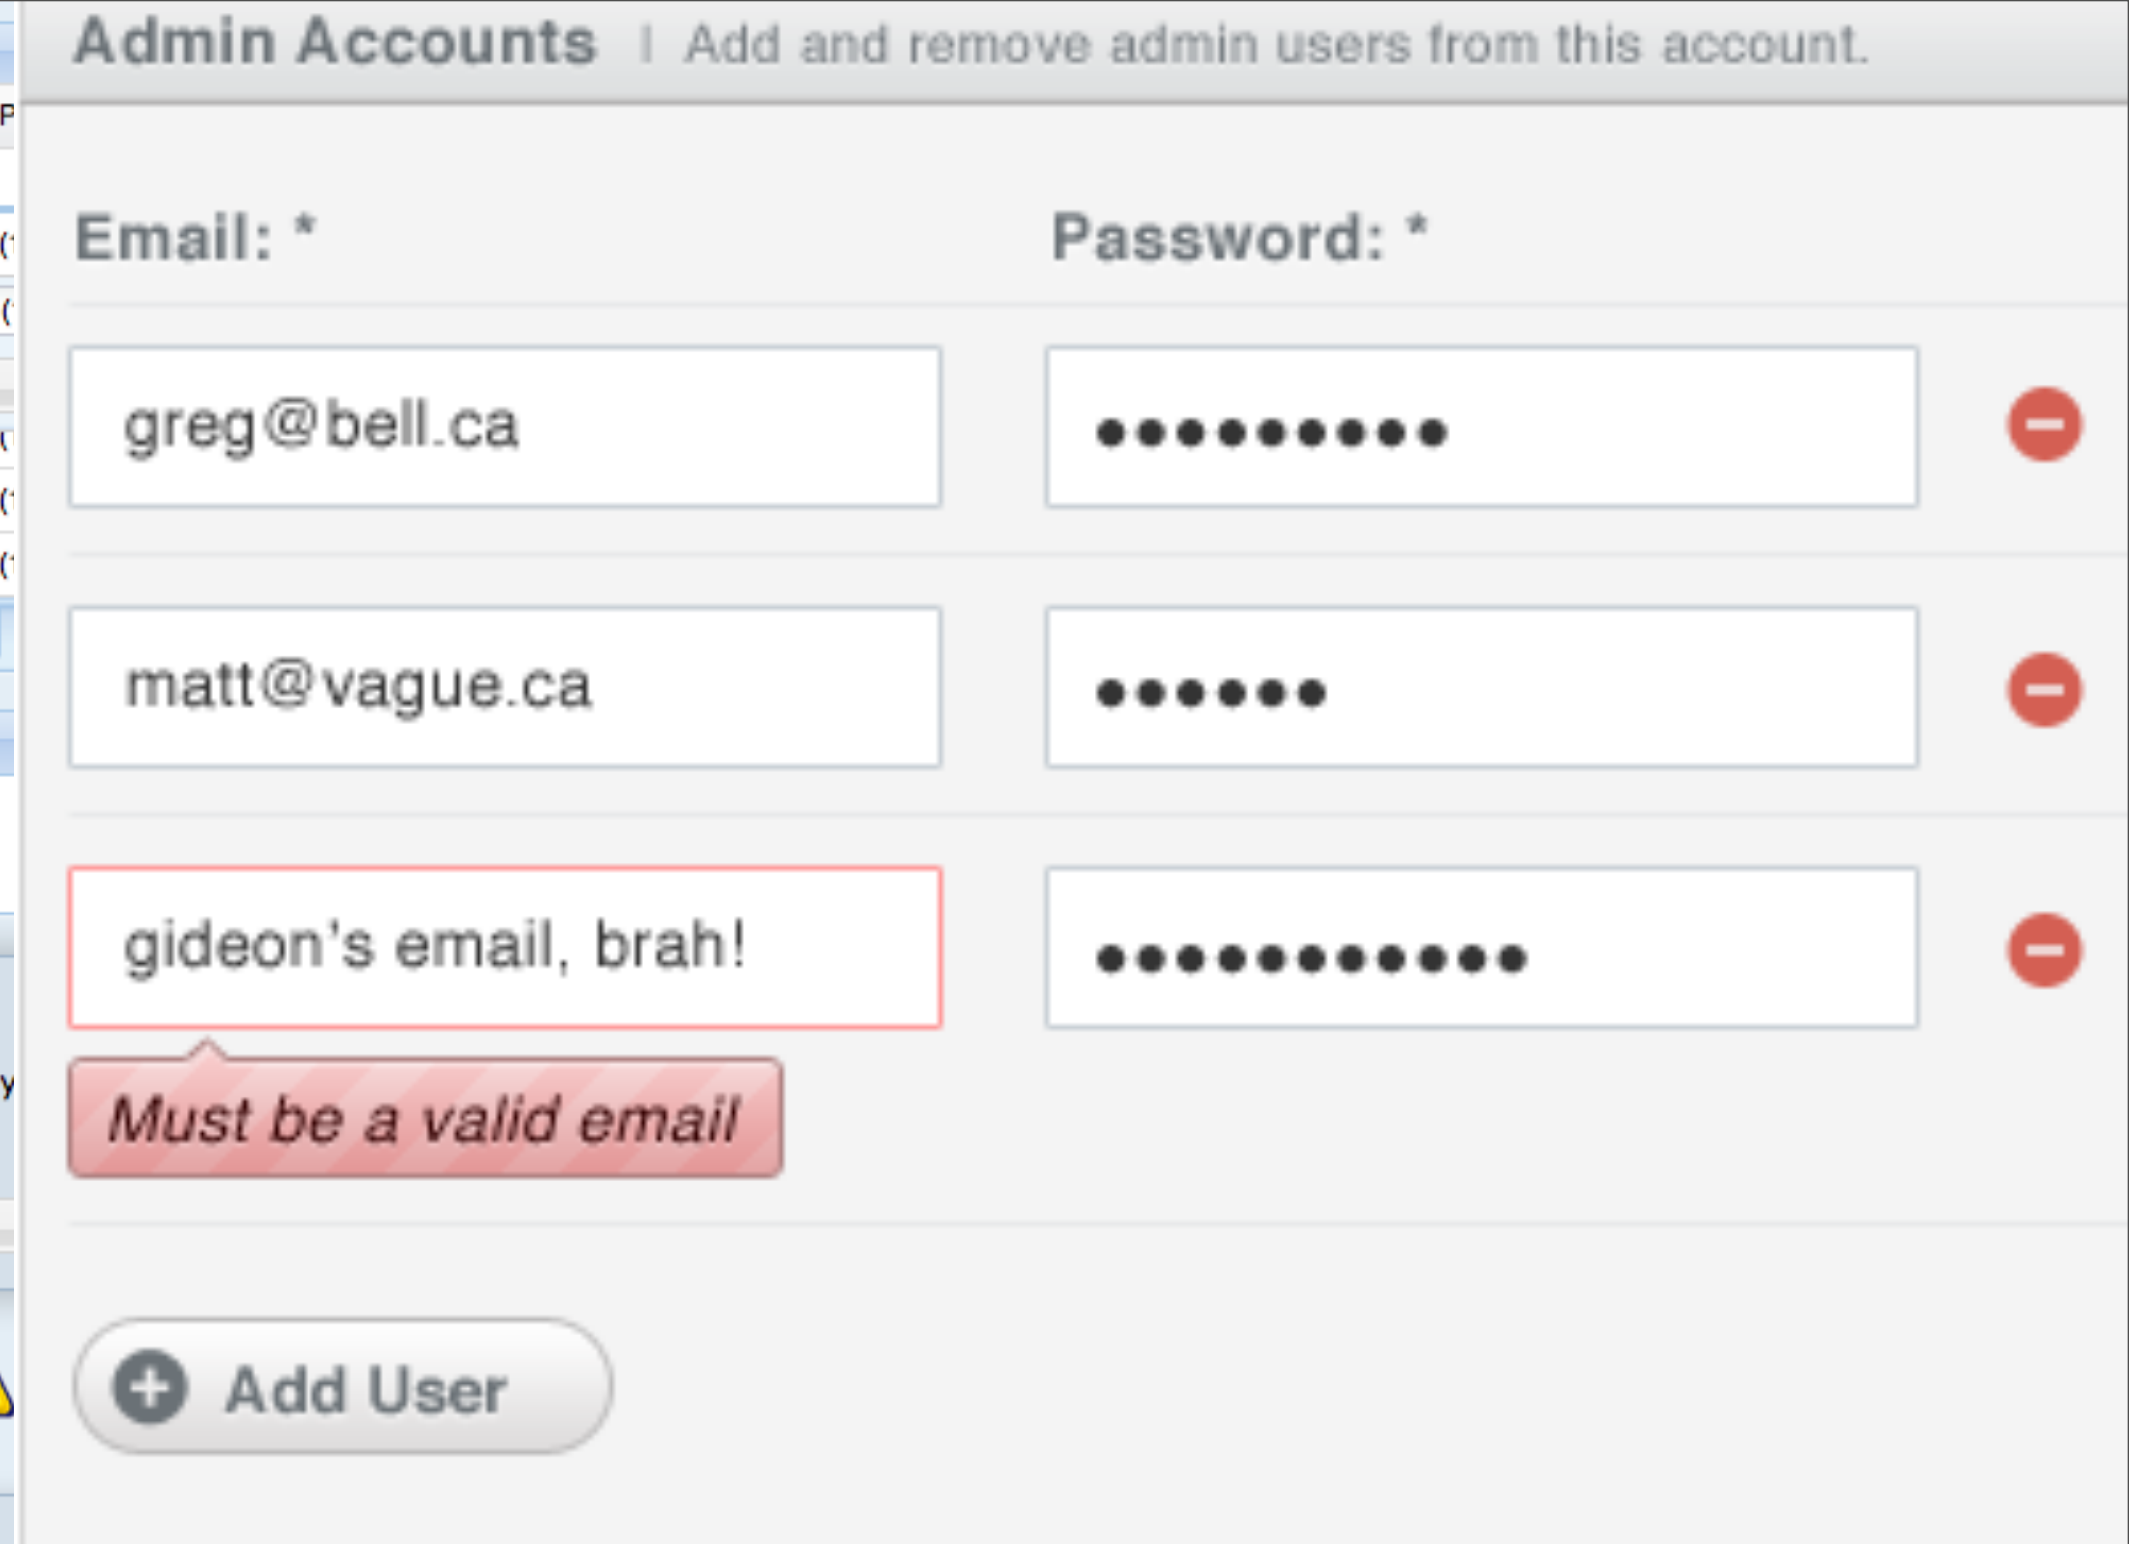 Admin Accounts | Add and remove admin users from this account.
Email: * Password: *
greg@bell.ca •••••••••
matt@vague.ca ••••••
gideon's email, brah! •••••••••••
Must be a valid email
Add User